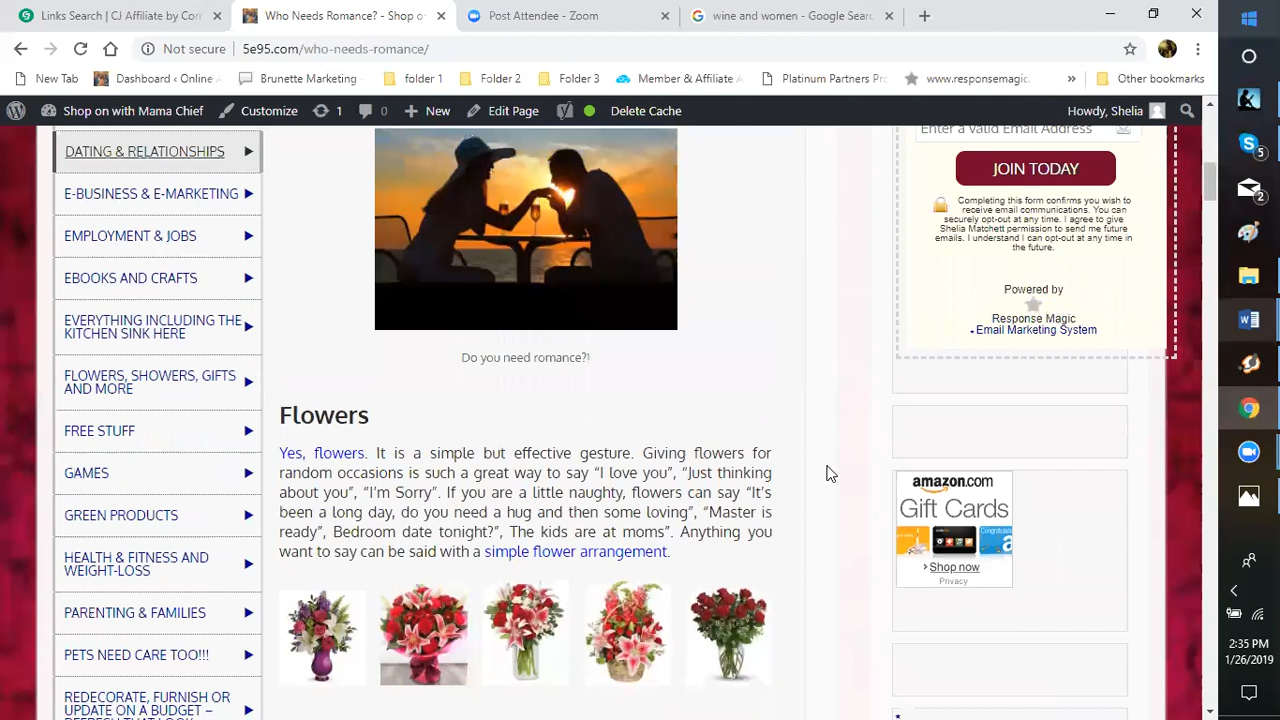 Links Search | CJ Affiliate by Com
Who Needs Romance? - Shop o
Post Attendee - Zoom
wine and women - Google Sear
Not secure
5e95.com/who-needs-romance/
New Tab
Dashboard ‹ Online
Brunette Marketing
folder 1
Folder 2
Folder 3
Member & Affiliate
Platinum Partners Pr
www.responsemagic
»
Other bookmarks
Shop on with Mama Chief
Customize
1
0
New
Edit Page
Delete Cache
Howdy, Shelia
DATING & RELATIONSHIPS
E-BUSINESS & E-MARKETING
EMPLOYMENT & JOBS
EBOOKS AND CRAFTS
EVERYTHING INCLUDING THE
KITCHEN SINK HERE
FLOWERS, SHOWERS, GIFTS
AND MORE
FREE STUFF
GAMES
GREEN PRODUCTS
HEALTH & FITNESS AND
WEIGHT-LOSS
PARENTING & FAMILIES
PETS NEED CARE TOO!!!
REDECORATE, FURNISH OR
UPDATE ON A BUDGET –
Do you need romance?!
Flowers
Yes, flowers. It is a simple but effective gesture. Giving flowers for
random occasions is such a great way to say “I love you”, “Just thinking
about you”, “I’m Sorry”. If you are a little naughty, flowers can say “It’s
been a long day, do you need a hug and then some loving”, “Master is
ready”, Bedroom date tonight?”, The kids are at moms”. Anything you
want to say can be said with a simple flower arrangement.
Enter a valid Email Address
JOIN TODAY
Completing this form confirms you wish to
receive email communications. You can
securely opt-out at any time. I agree to give
Shelia Matchett permission to send me future
emails. I understand I can opt-out at any time in
the future.
Powered by
Response Magic
Email Marketing System
amazon.com
Gift Cards
Congratula
Shop now
Privacy
5
2
2:35 PM
1/26/2019